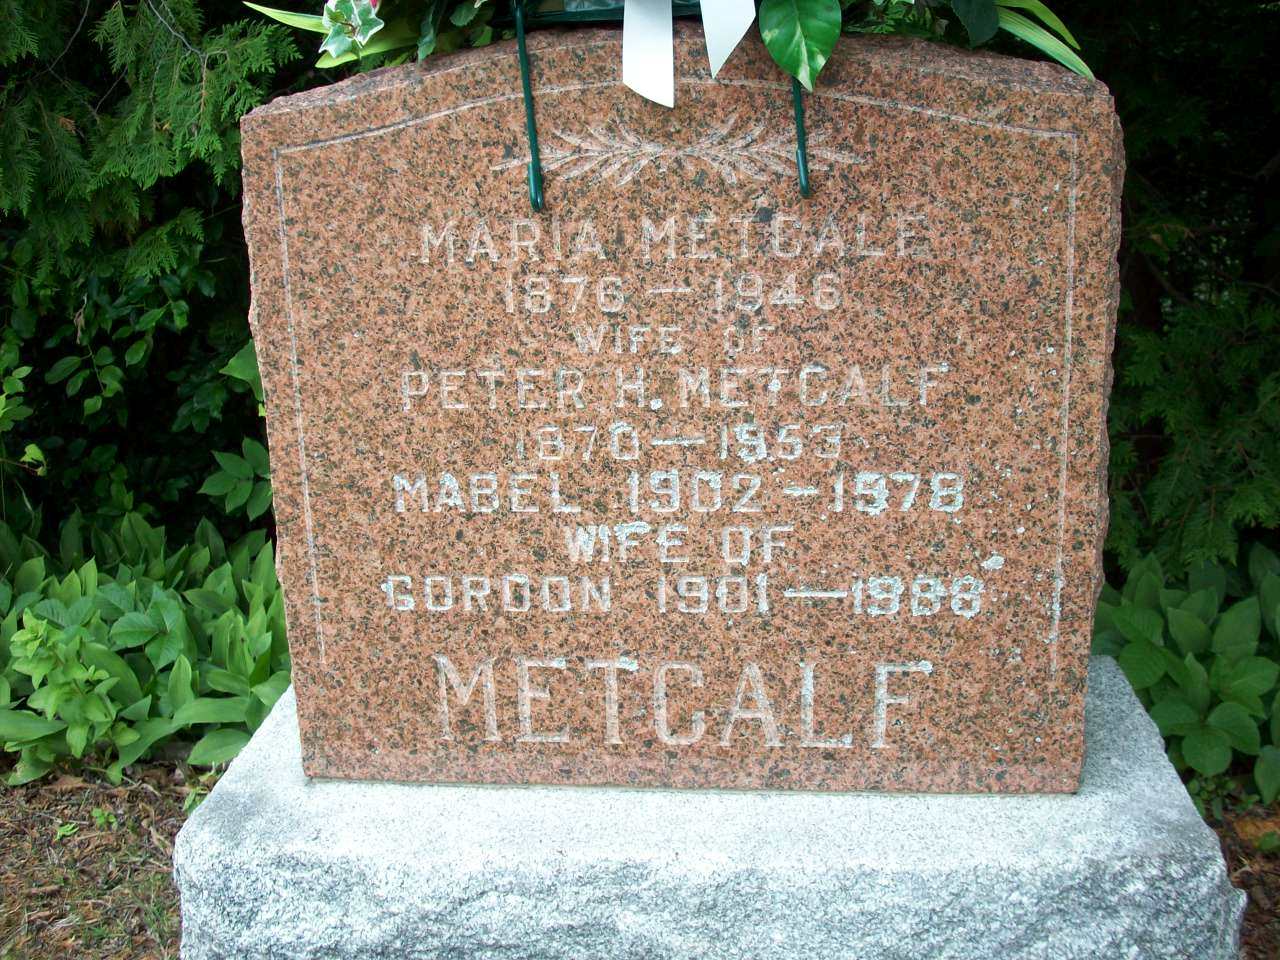 MARIA METCALF
1876 — 1946
WIFE OF
PETER H. METCALF
1870 — 1953
MABEL 1902 — 1978
WIFE OF
GORDON 1901 — 1988
METCALF